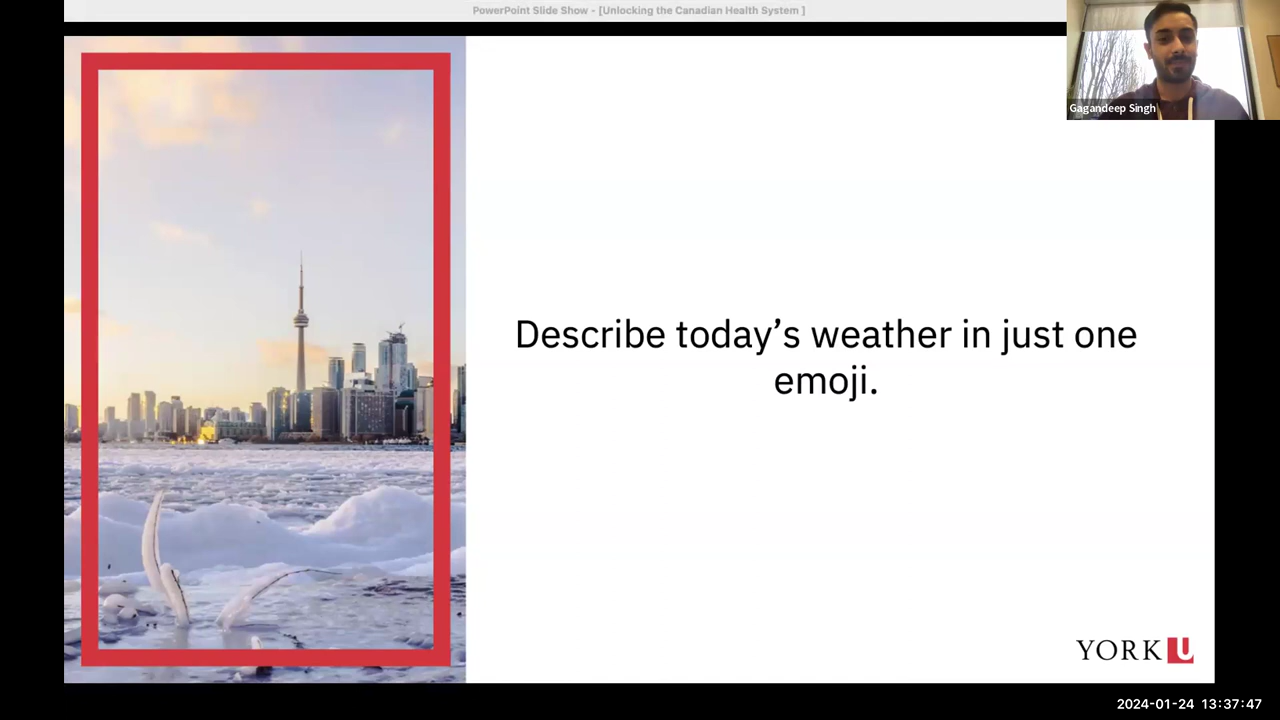 PowerPoint Slide Show - [Unlocking the Canadian Health System ]
Gagandeep Singh
Describe today’s weather in just one
emoji.
YORK U
2024-01-24 13:37:47